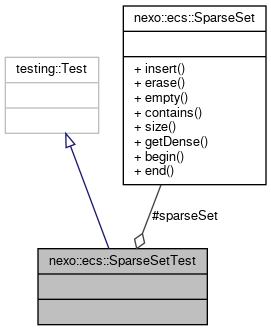 nexo::ecs::SparseSet
+ insert()
+ erase()
+ empty()
+ contains()
+ size()
+ getDense()
+ begin()
+ end()
testing::Test
#sparseSet
nexo::ecs::SparseSetTest